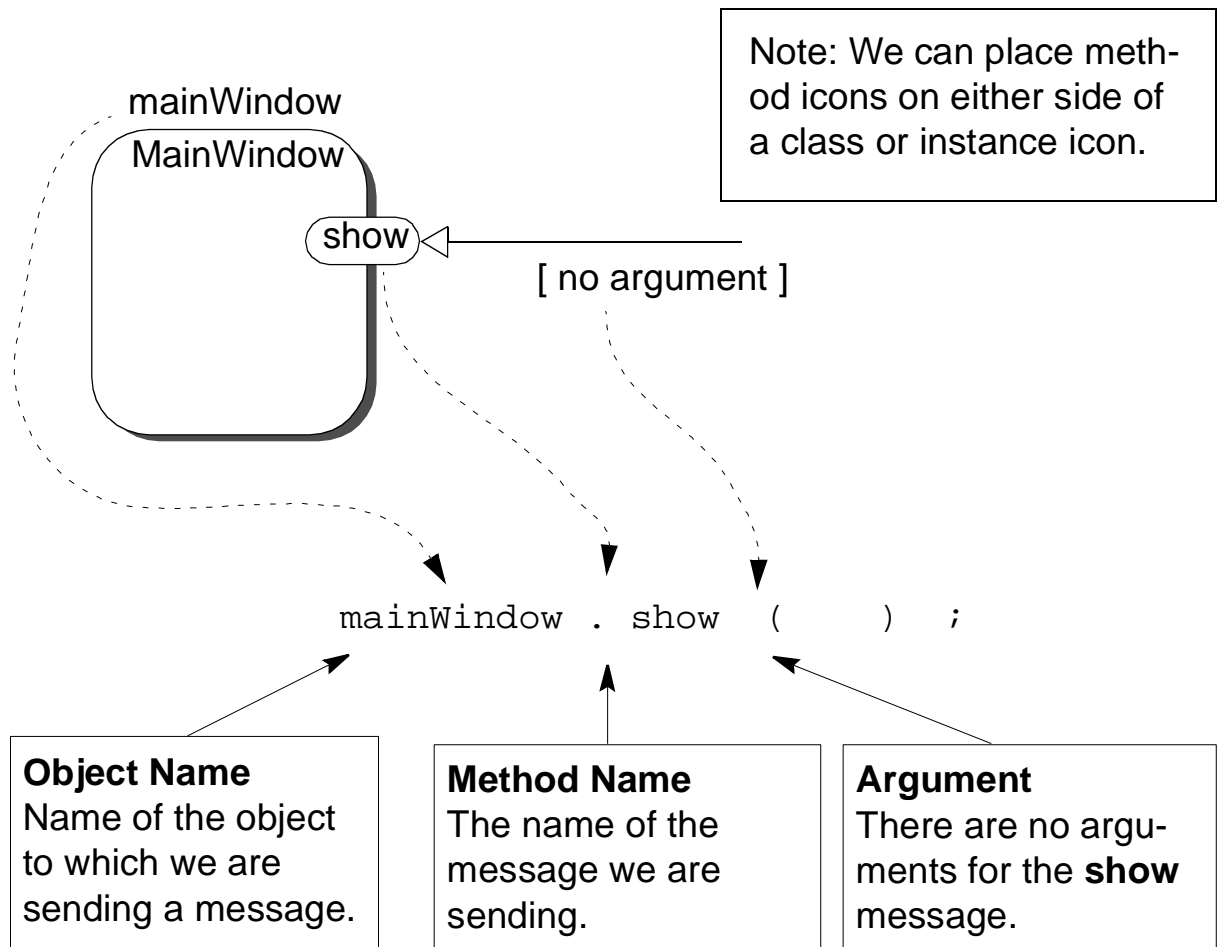 Note: We can place meth-
od icons on either side of
a class or instance icon.
mainWindow
MainWindow
show
[ no argument ]
mainWindow . show ( ) ;
Object Name
Name of the object
to which we are
sending a message.
Method Name
The name of the
message we are
sending.
Argument
There are no argu-
ments for the show
message.